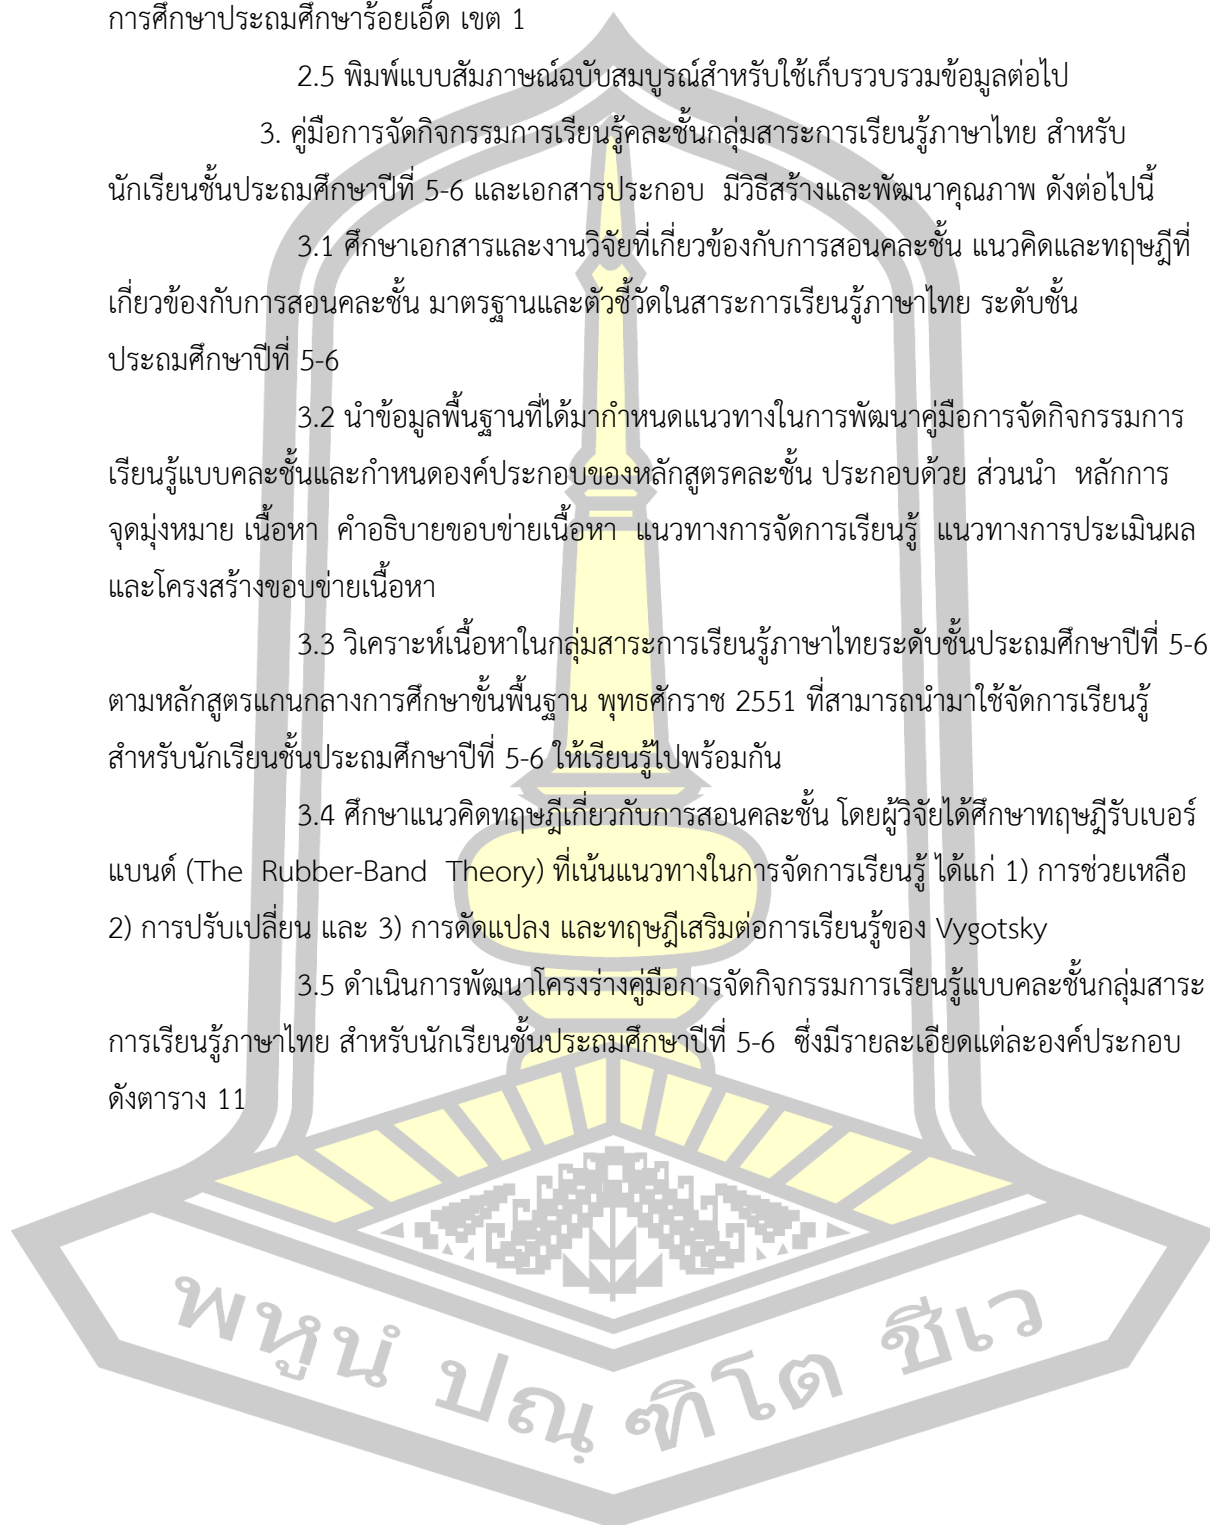 การศึกษาประถมศึกษาร้อยเอ็ด เขต 1
2.5 พิมพ์แบบสัมภาษณ์ฉบับสมบูรณ์สำหรับใช้เก็บรวบรวมข้อมูลต่อไป
3. คู่มือการจัดกิจกรรมการเรียนรู้คละชั้นกลุ่มสาระการเรียนรู้ภาษาไทย สำหรับ
นักเรียนชั้นประถมศึกษาปีที่ 5-6 และเอกสารประกอบ มีวิธีสร้างและพัฒนาคุณภาพ ดังต่อไปนี้
3.1 ศึกษาเอกสารและงานวิจัยที่เกี่ยวข้องกับการสอนคละชั้น แนวคิดและทฤษฎีที่
เกี่ยวข้องกับการสอนคละชั้น มาตรฐานและตัวชี้วัดในสาระการเรียนรู้ภาษาไทย ระดับชั้น
ประถมศึกษาปีที่ 5-6
3.2 นำข้อมูลพื้นฐานที่ได้มากำหนดแนวทางในการพัฒนาคู่มือการจัดกิจกรรมการ
เรียนรู้แบบคละชั้นและกำหนดองค์ประกอบของหลักสูตรคละชั้น ประกอบด้วย ส่วนนำ หลักการ
จุดมุ่งหมาย เนื้อหา คำอธิบายขอบข่ายเนื้อหา แนวทางการจัดการเรียนรู้ แนวทางการประเมินผล
และโครงสร้างขอบข่ายเนื้อหา
3.3 วิเคราะห์เนื้อหาในกลุ่มสาระการเรียนรู้ภาษาไทยระดับชั้นประถมศึกษาปีที่ 5-6
ตามหลักสูตรแกนกลางการศึกษาขั้นพื้นฐาน พุทธศักราช 2551 ที่สามารถนำมาใช้จัดการเรียนรู้
สำหรับนักเรียนชั้นประถมศึกษาปีที่ 5-6 ให้เรียนรู้ไปพร้อมกัน
3.4 ศึกษาแนวคิดทฤษฎีเกี่ยวกับการสอนคละชั้น โดยผู้วิจัยได้ศึกษาทฤษฎีรับเบอร์
แบนด์ (The Rubber-Band Theory) ที่เน้นแนวทางในการจัดการเรียนรู้ ได้แก่ 1) การช่วยเหลือ
2) การปรับเปลี่ยน และ 3) การดัดแปลง และทฤษฎีเสริมต่อการเรียนรู้ของ Vygotsky
3.5 ดำเนินการพัฒนาโครงร่างคู่มือการจัดกิจกรรมการเรียนรู้แบบคละชั้นกลุ่มสาระ
การเรียนรู้ภาษาไทย สำหรับนักเรียนชั้นประถมศึกษาปีที่ 5-6 ซึ่งมีรายละเอียดแต่ละองค์ประกอบ
ดังตาราง 11
พหูนํ ปณฺฑิโต ชีเว